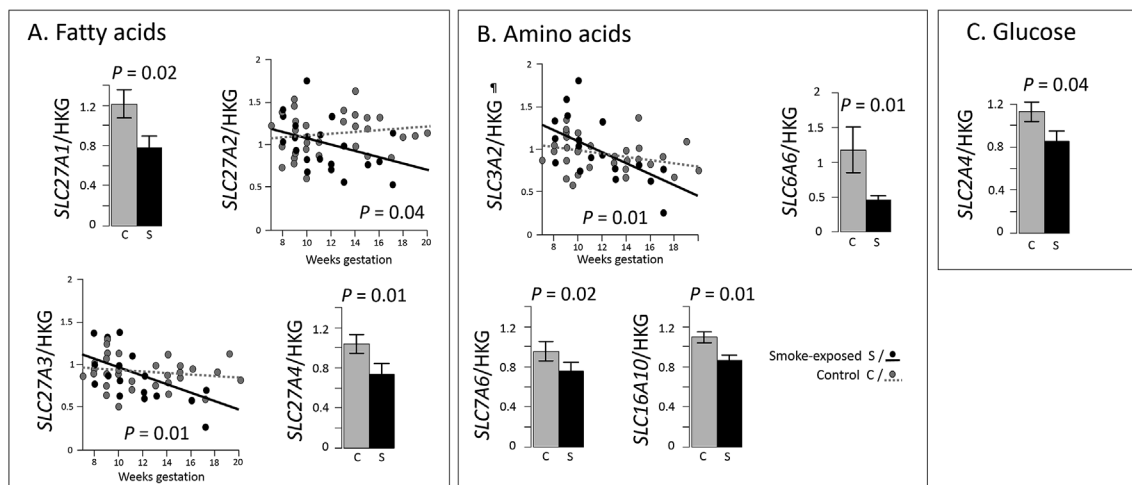 A. Fatty acids
P = 0.02
SLC27A1/HKG
1.2
0.8
0.4
0
C S
SLC27A2/HKG
2
1.5
1
0.5
0
P = 0.04
8 10 12 14 16 18 20
Weeks gestation
SLC27A3/HKG
2
1.5
1
0.5
0
P = 0.01
8 10 12 14 16 18 20
Weeks gestation
P = 0.01
SLC27A4/HKG
1.2
0.8
0.4
0
C S
B. Amino acids
SLC3A2/HKG ¶
2
1.5
1
0.5
0
P = 0.01
8 10 12 14 16 18
Weeks gestation
P = 0.01
SLC6A6/HKG
2
1.5
1
0.5
0
C S
P = 0.02
SLC7A6/HKG
1.2
0.8
0.4
0
C S
P = 0.01
SLC16A10/HKG
1.2
0.8
0.4
0
C S
Smoke-exposed S /
Control C /
C. Glucose
P = 0.04
SLC2A4/HKG
1.2
0.8
0.4
0
C S